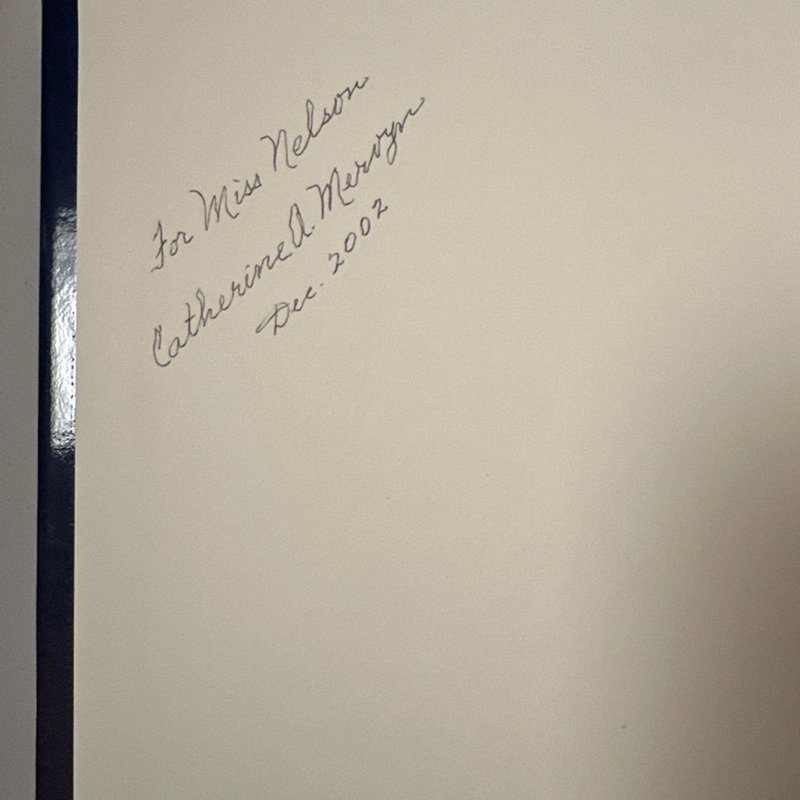 For Miss Nelson
Catherine A. Mervyn
Dec. 2002